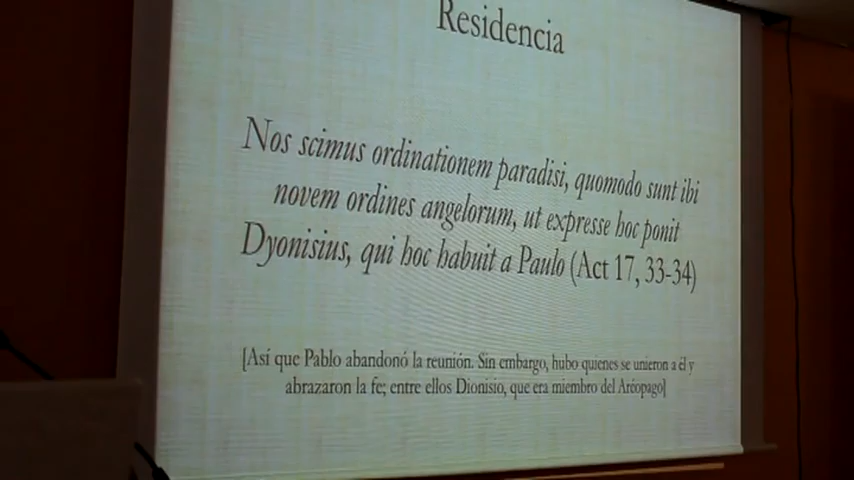 Residencia
Nos scimus ordinationem paradisi, quomodo sunt ibi
novem ordines angelorum, ut expresse hoc ponit
Dyonisius, qui hoc habuit a Paulo (Act 17, 33-34)
[Así que Pablo abandonó la reunión. Sin embargo, hubo quienes se unieron a él y
abrazaron la fe; entre ellos Dionisio, que era miembro del Aréopago]